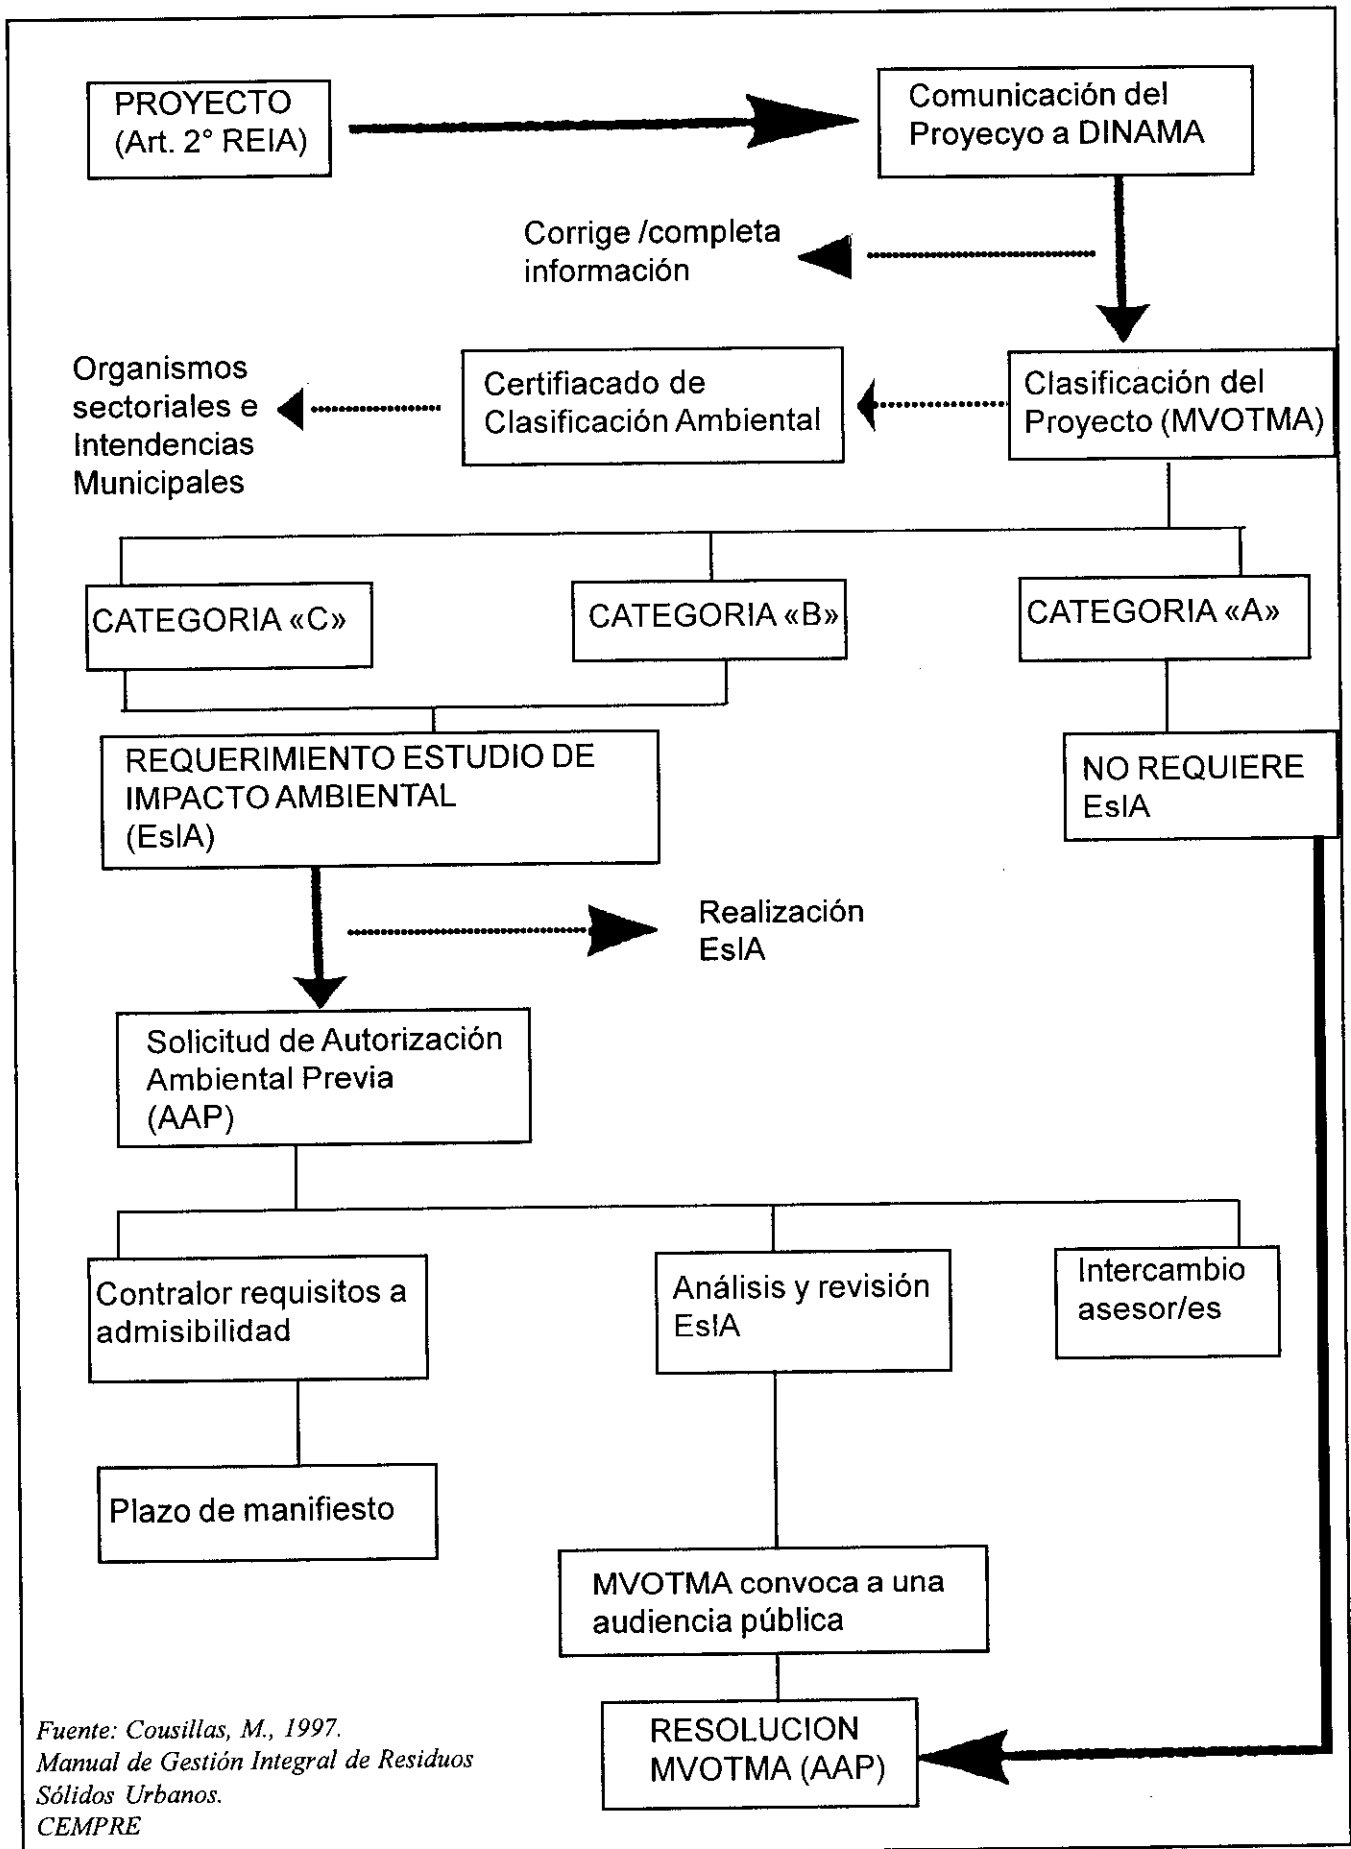 PROYECTO
(Art. 2° REIA)
Comunicación del
Proyecyo a DINAMA
Corrige /completa
información
Organismos
sectoriales e
Intendencias
Municipales
Certifiacado de
Clasificación Ambiental
Clasificación del
Proyecto (MVOTMA)
CATEGORIA «C»
CATEGORIA «B»
CATEGORIA «A»
REQUERIMIENTO ESTUDIO DE
IMPACTO AMBIENTAL
(EsIA)
NO REQUIERE
EsIA
Realización
EsIA
Solicitud de Autorización
Ambiental Previa
(AAP)
Contralor requisitos a
admisibilidad
Análisis y revisión
EsIA
Intercambio
asesor/es
Plazo de manifiesto
MVOTMA convoca a una
audiencia pública
RESOLUCION
MVOTMA (AAP)
Fuente: Cousillas, M., 1997.
Manual de Gestión Integral de Residuos
Sólidos Urbanos.
CEMPRE